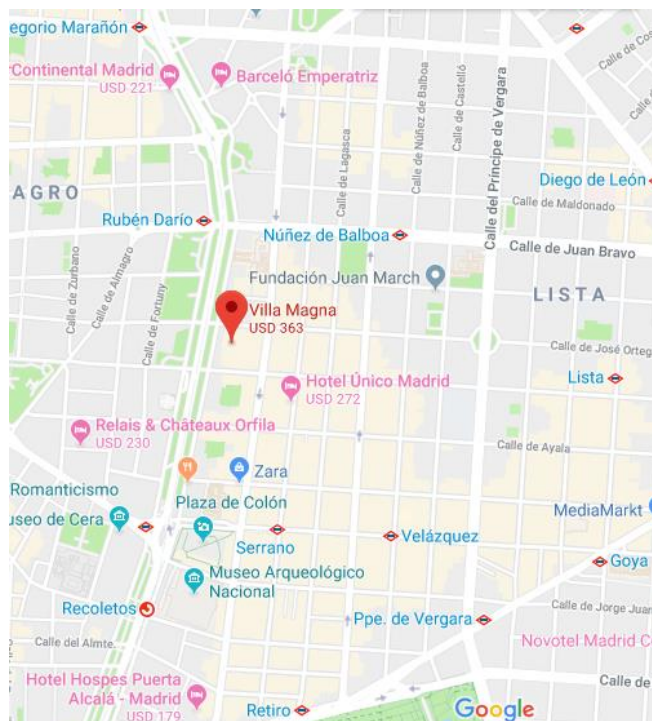 egorio Marañón
Calle de Cos
Continental Madrid
USD 221
Barceló Emperatriz
Calle de Lagasca
Calle de Núñez de Balboa
Calle de Castelló
Calle del Príncipe de Vergara
AGRO
Diego de León
Calle de Maldonado
Rubén Darío
Núñez de Balboa
Calle de Juan Bravo
Calle de Zurbano
Calle de Almagro
Calle de Fortuny
Fundación Juan March
LISTA
Villa Magna
USD 363
Calle de José Orteg
Hotel Único Madrid
USD 272
Lista
Relais & Châteaux Orfila
USD 230
Calle de Ayala
Zara
Romanticismo
Plaza de Colón
MediaMarkt
useo de Cera
Serrano
Velázquez
Goya
Museo Arqueológico
Nacional
Recoletos
Calle de Jorge Juan
Ppe. de Vergara
Calle del Almte.
Novotel Madrid C
Hotel Hospes Puerta
Alcalá - Madrid
USD 179
Calle de
Retiro
Google